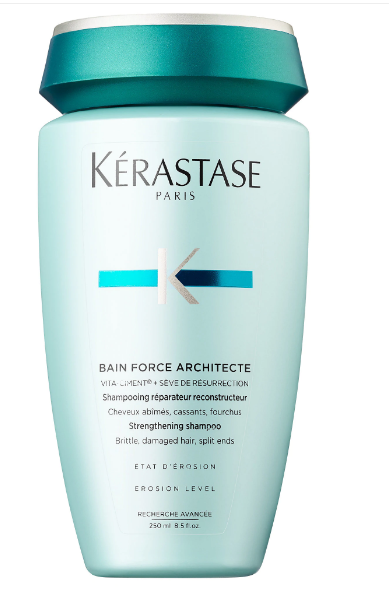 KÉRASTASE
PARIS
K
BAIN FORCE ARCHITECTE
VITA-CIMENT® + SÈVE DE RÉSURRECTION
Shampooing réparateur reconstructeur
Cheveux abîmés, cassants, fourchus
Strengthening shampoo
Brittle, damaged hair, split ends
ETAT D'ÉROSION
EROSION LEVEL
RECHERCHE AVANCÉE
250 ml 8.5 fl.oz